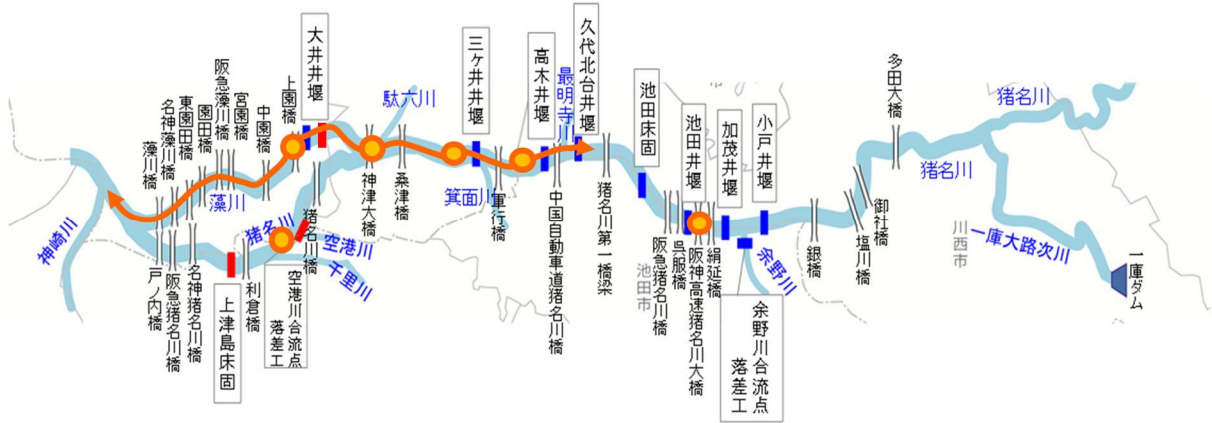 大井井堰
三ヶ井井堰
高木井堰
久代北台井堰
最明寺川
池田床固
池田井堰
加茂井堰
小戸井堰
多田大橋
猪名川
猪名川
一庫大路次川
一庫ダム
川西市
御社橋
塩川橋
銀橋
余野川
余野川合流点
落差工
絹延橋
阪神高速猪名川大橋
呉服橋
阪急猪名川橋
池田市
猪名川第一橋梁
中国自動車道猪名川橋
軍行橋
箕面川
桑津橋
神津大橋
駄六川
上園橋
中園橋
宮園橋
阪急藻川橋
園田橋
東園田橋
名神藻川橋
藻川橋
藻川
神崎川
猪名川
猪名川橋
空港川
千里川
空港川合流点
落差工
利倉橋
上津島床固
名神猪名川橋
阪急猪名川橋
戸ノ内橋